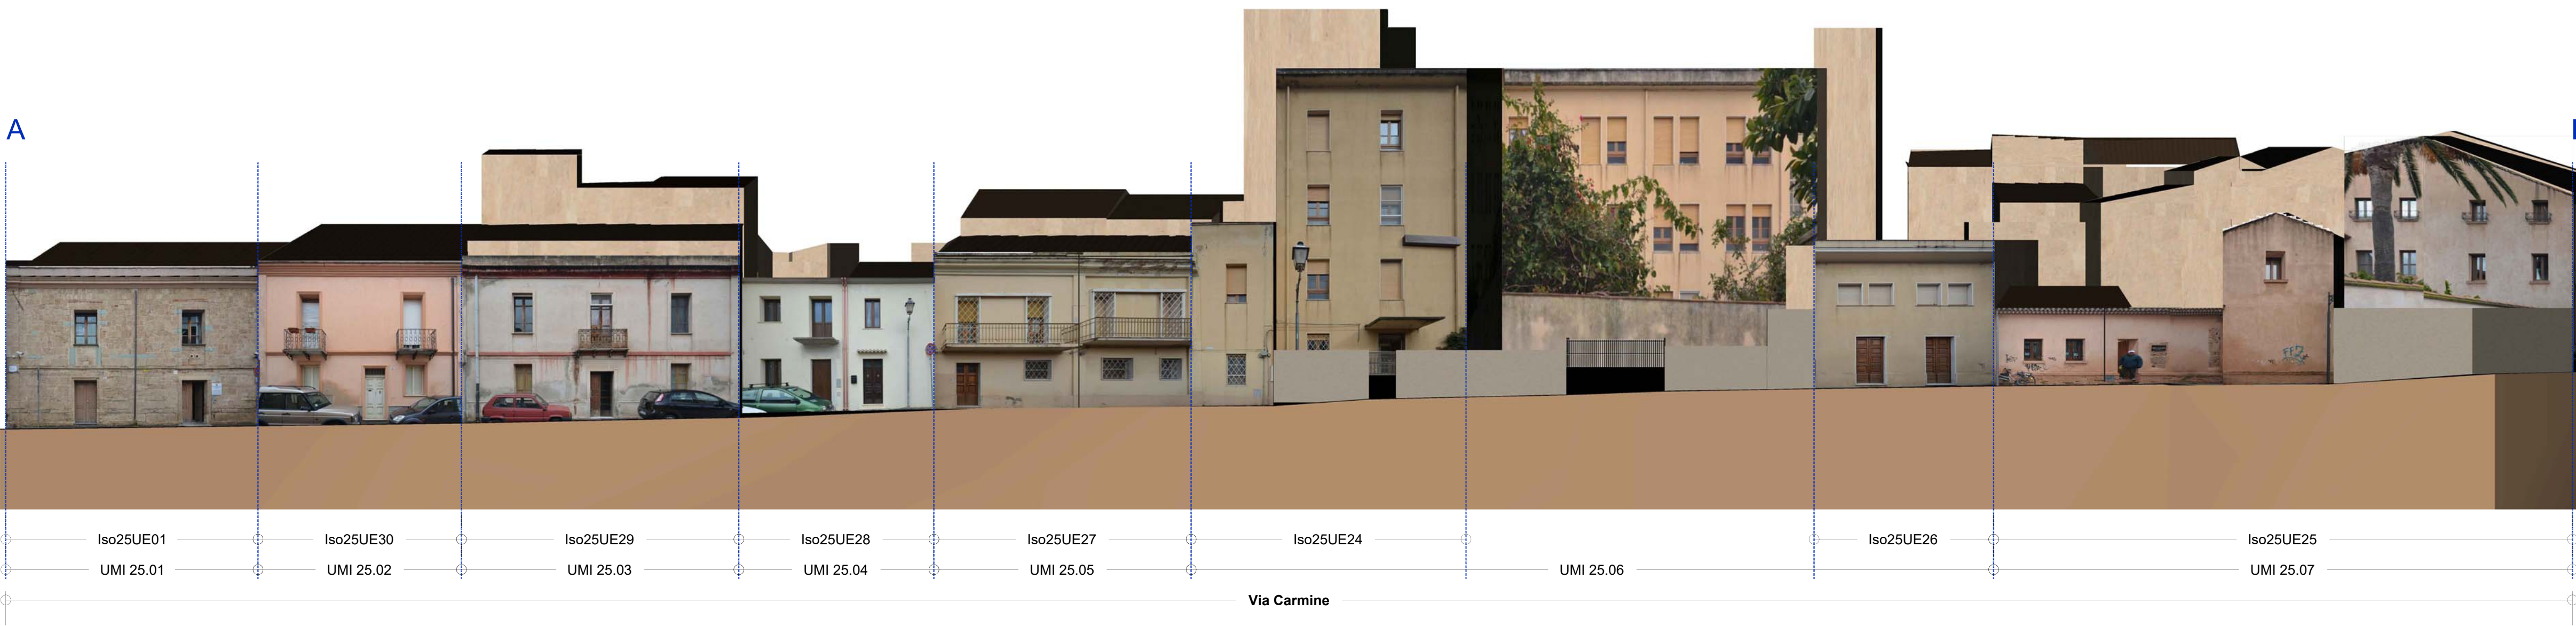 A
Iso25UE01 Iso25UE30 Iso25UE29 Iso25UE28 Iso25UE27 Iso25UE24 Iso25UE26 Iso25UE25
UMI 25.01 UMI 25.02 UMI 25.03 UMI 25.04 UMI 25.05 UMI 25.06 UMI 25.07
Via Carmine